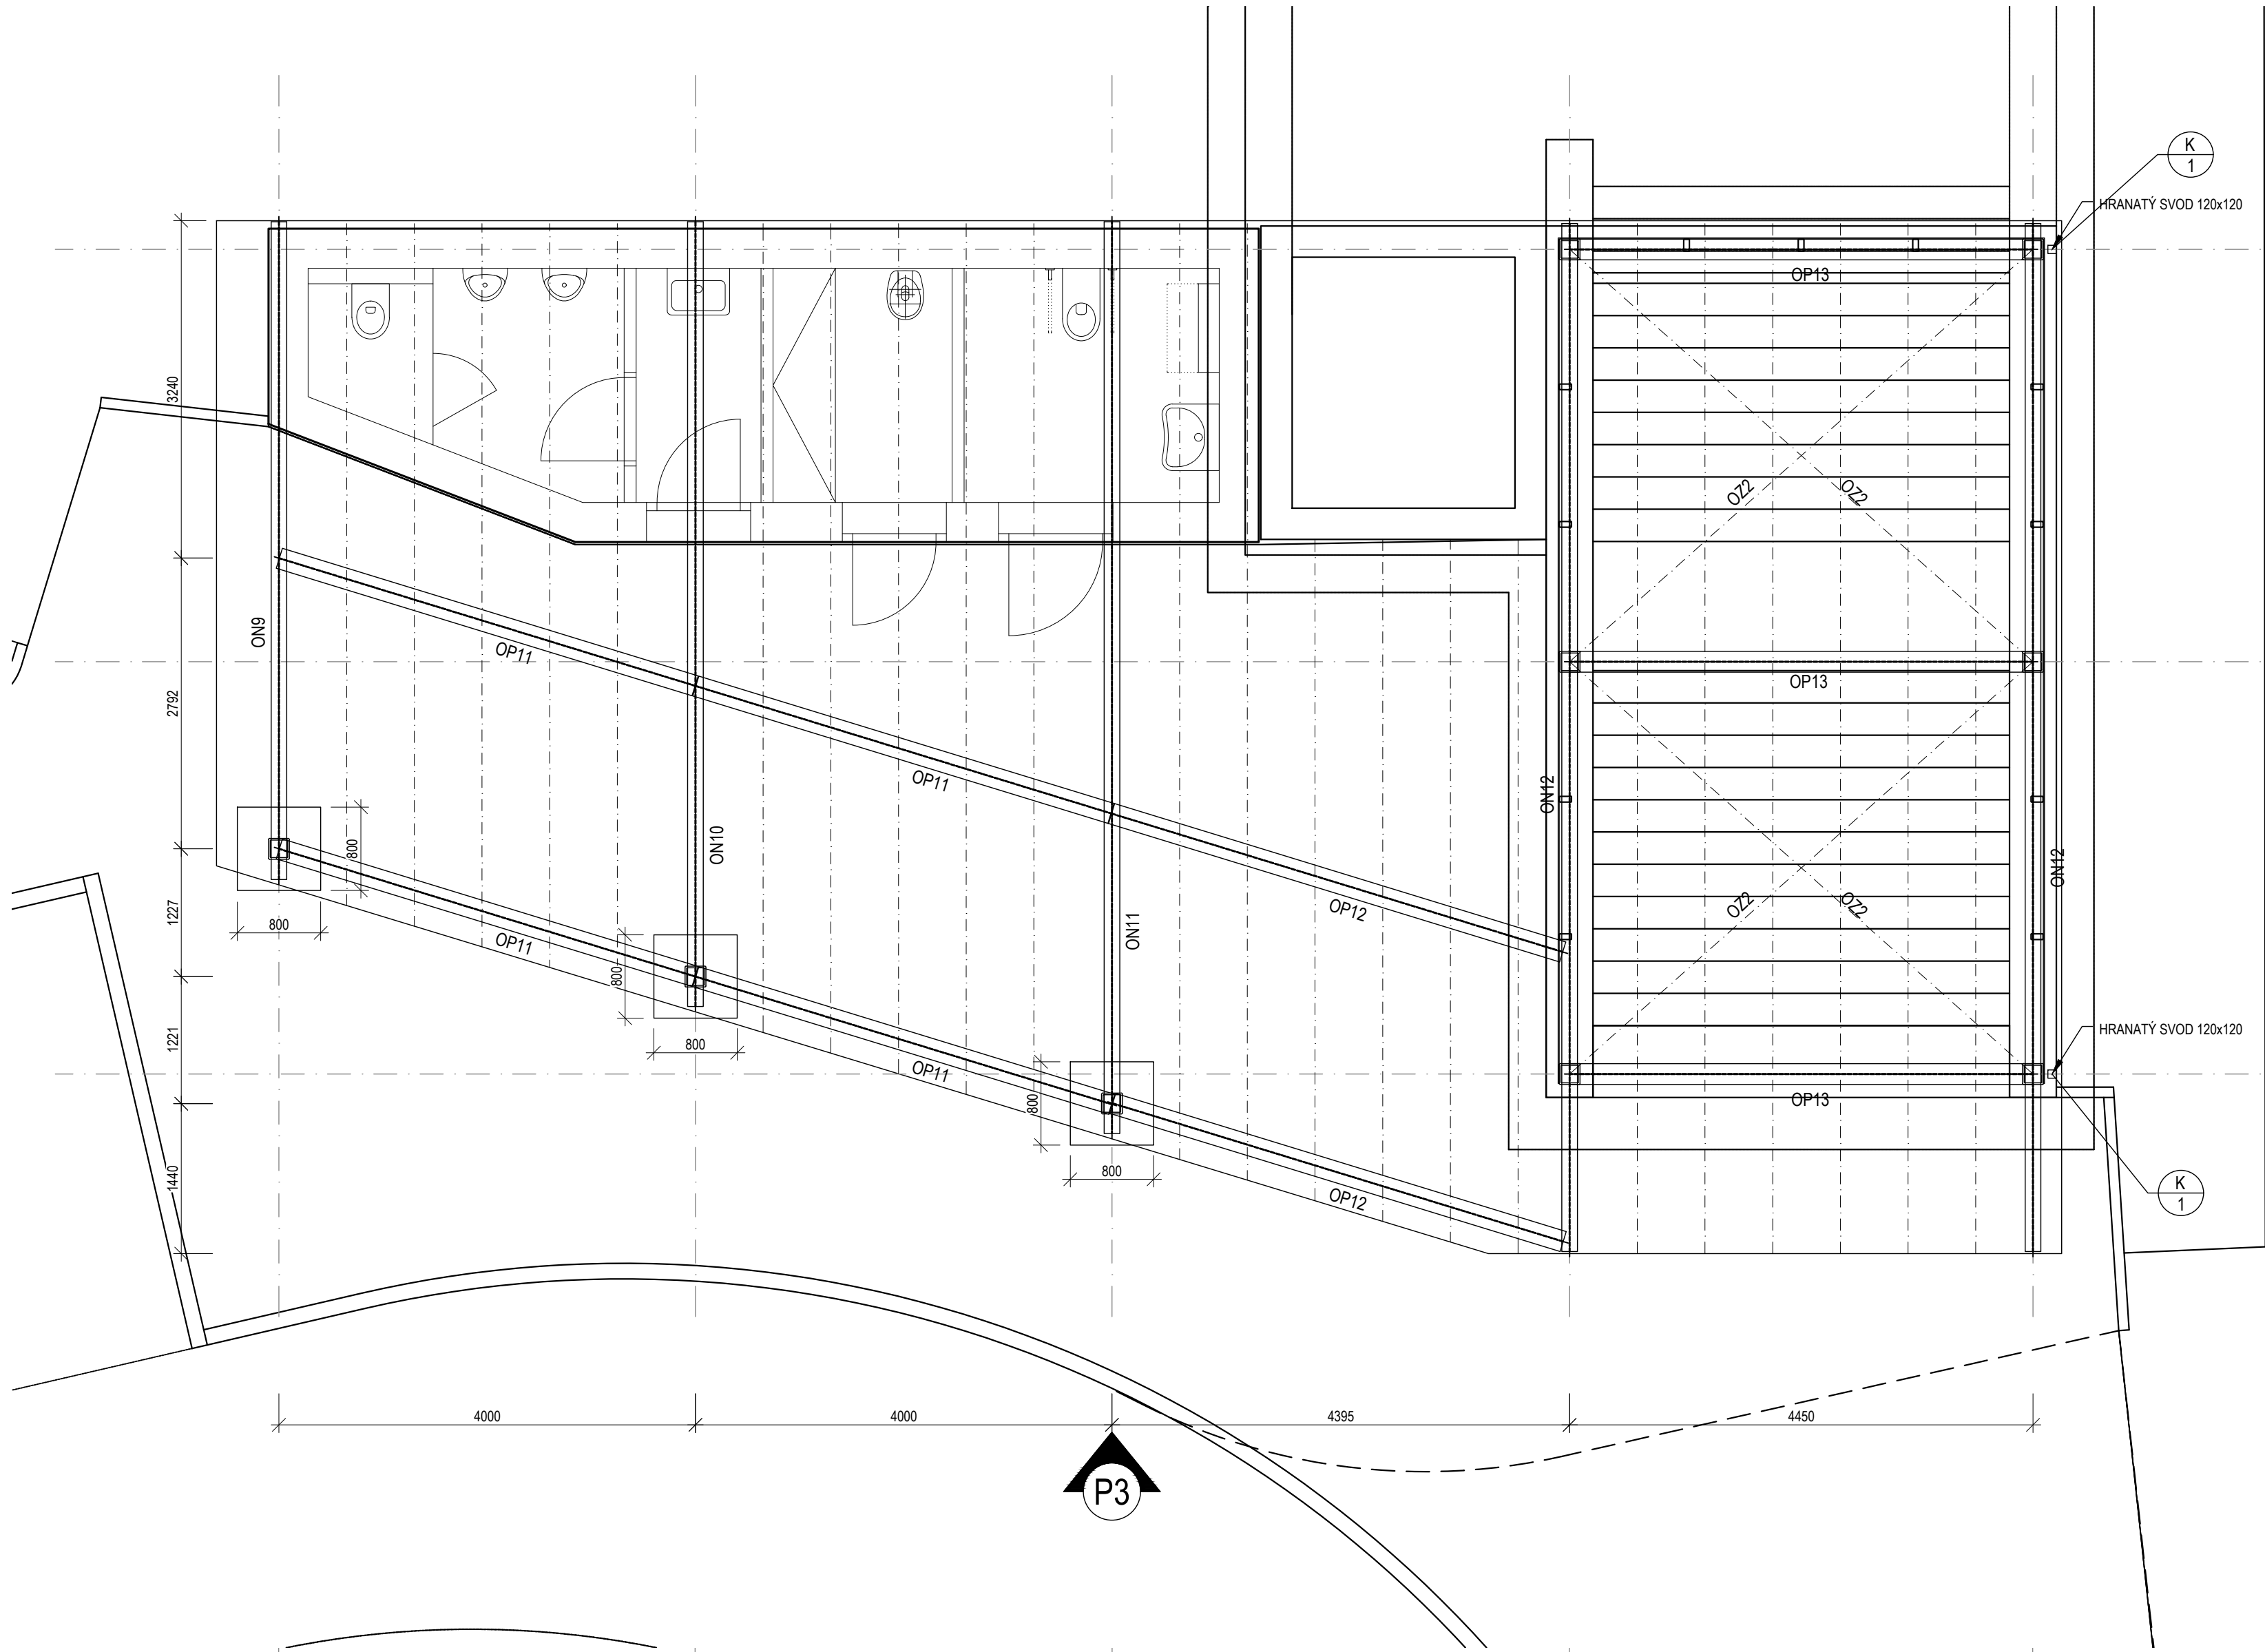 K
1
HRANATÝ SVOD 120x120
OP13
3240
OZ2
OZ2
ON9
OP11
OP13
2792
OP11
ON12
800
ON10
ON12
OZ2
OZ2
OP12
800
1227
OP11
ON11
800
HRANATÝ SVOD 120x120
1221
800
OP11
800
OP13
1440
800
OP12
K
1
4000
4000
4395
4450
P3